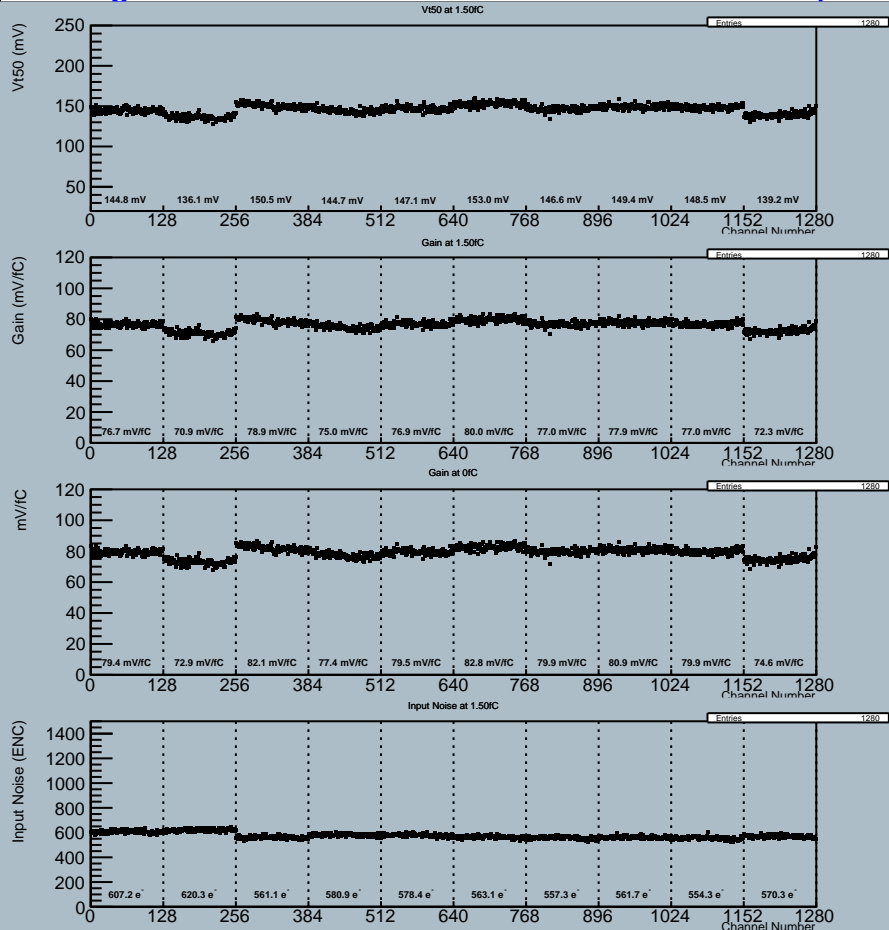 Vt50 at 1.50fC
Entries 1280
Vt50 (mV)
250
200
150
100
50
144.8 mV 136.1 mV 150.5 mV 144.7 mV 147.1 mV 153.0 mV 146.6 mV 149.4 mV 148.5 mV 139.2 mV
0 128 256 384 512 640 768 896 1024 1152 1280
Channel Number
Gain at 1.50fC
Entries 1280
Gain (mV/fC)
120
100
80
60
40
20
0
76.7 mV/fC 70.9 mV/fC 78.9 mV/fC 75.0 mV/fC 76.9 mV/fC 80.0 mV/fC 77.0 mV/fC 77.9 mV/fC 77.0 mV/fC 72.3 mV/fC
0 128 256 384 512 640 768 896 1024 1152 1280
Channel Number
Gain at 0fC
Entries 1280
mV/fC
120
100
80
60
40
20
0
79.4 mV/fC 72.9 mV/fC 82.1 mV/fC 77.4 mV/fC 79.5 mV/fC 82.8 mV/fC 79.9 mV/fC 80.9 mV/fC 79.9 mV/fC 74.6 mV/fC
0 128 256 384 512 640 768 896 1024 1152 1280
Channel Number
Input Noise at 1.50fC
Entries 1280
Input Noise (ENC)
1400
1200
1000
800
600
400
200
0
607.2 e⁻ 620.3 e⁻ 561.1 e⁻ 580.9 e⁻ 578.4 e⁻ 563.1 e⁻ 557.3 e⁻ 561.7 e⁻ 554.3 e⁻ 570.3 e⁻
0 128 256 384 512 640 768 896 1024 1152 1280
Channel Number